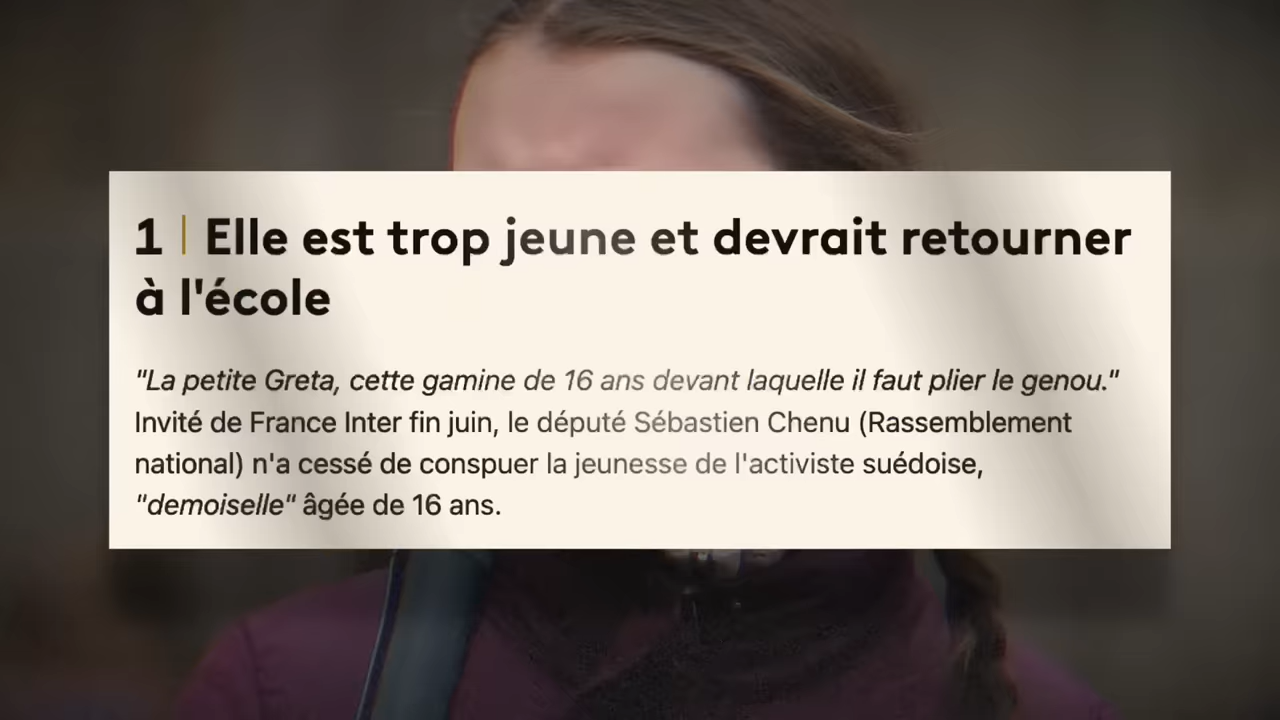 1 | Elle est trop jeune et devrait retourner
à l'école
"La petite Greta, cette gamine de 16 ans devant laquelle il faut plier le genou."
Invité de France Inter fin juin, le député Sébastien Chenu (Rassemblement
national) n'a cessé de conspuer la jeunesse de l'activiste suédoise,
"demoiselle" âgée de 16 ans.